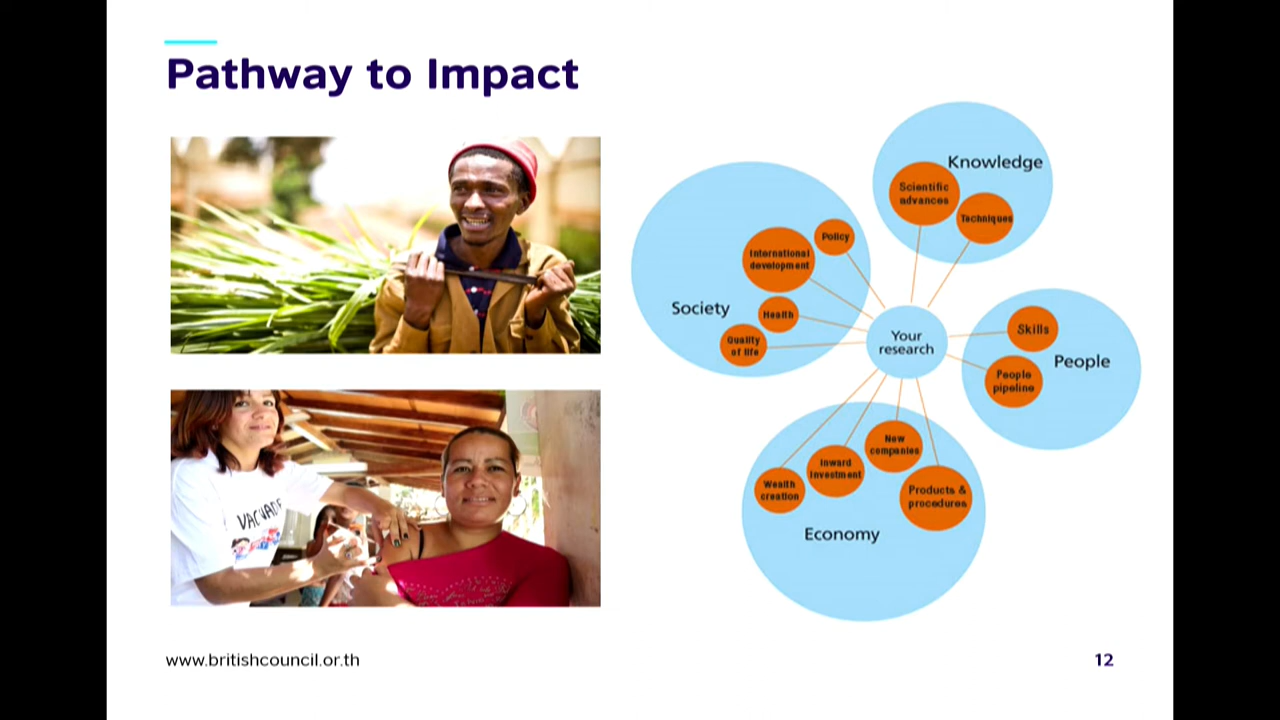 Pathway to Impact
Knowledge
Scientific
advances
Techniques
Policy
International
development
Society
Health
Quality
of life
Your
research
Skills
People
People
pipeline
New
companies
Inward
Investment
Wealth
creation
Products &
procedures
Economy
www.britishcouncil.or.th
12